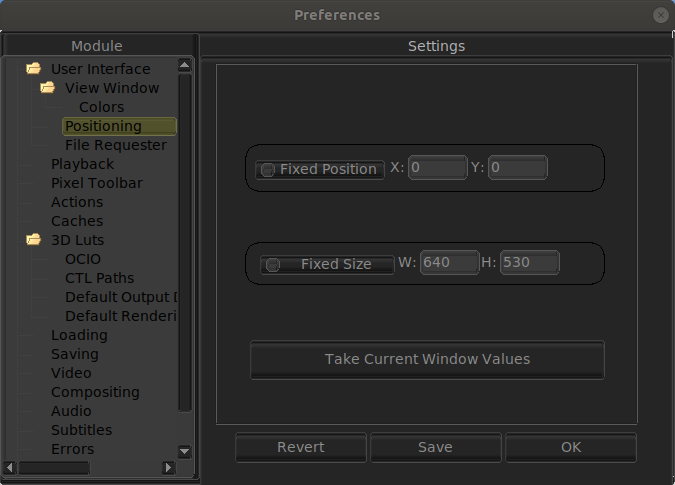 Preferences
Module
User Interface
View Window
Colors
Positioning
File Requester
Playback
Pixel Toolbar
Actions
Caches
3D Luts
OCIO
CTL Paths
Default Output D
Default Renderi
Loading
Saving
Video
Compositing
Audio
Subtitles
Errors
Settings
Fixed Position X: 0 Y: 0
Fixed Size W: 640 H: 530
Take Current Window Values
Revert Save OK